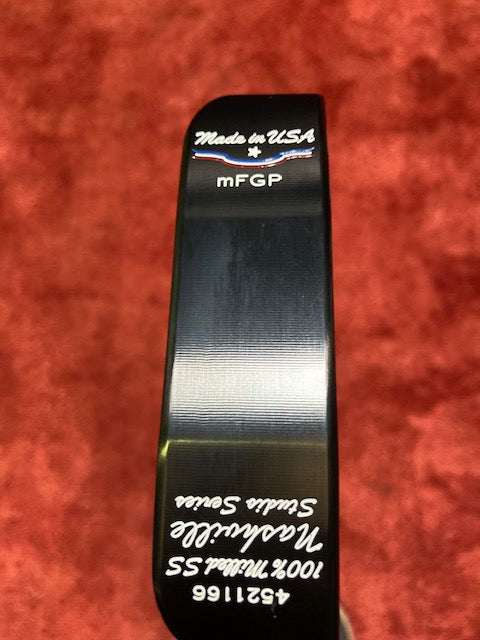 Made in USA
mFGP
4521166
100% Milled SS
Nashville
Studio Series